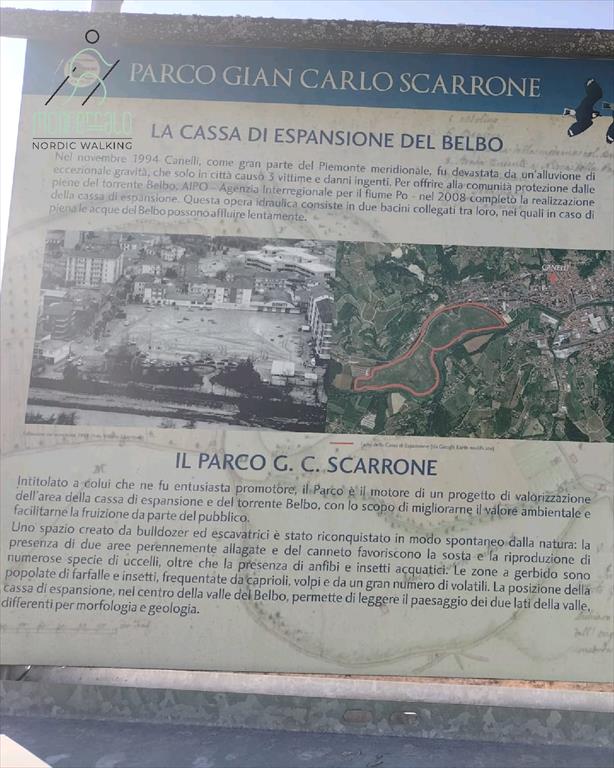 PARCO GIAN CARLO SCARRONE
MONFERRATO
NORDIC WALKING
LA CASSA DI ESPANSIONE DEL BELBO
Nel novembre 1994 Canelli, come gran parte del Piemonte meridionale, fu devastata da un'alluvione di
eccezionale gravità, che solo in città causò 3 vittime e danni ingenti. Per offrire alla comunità protezione dalle
piene del torrente Belbo, AIPO - Agenzia Interregionale per il fiume Po - nel 2008 completò la realizzazione
della cassa di espansione. Questa opera idraulica consiste in due bacini collegati tra loro, nei quali in caso di
piena le acque del Belbo possono affluire lentamente.
CANELLI
Area della Cassa di Espansione (da Google Earth modificata)
IL PARCO G. C. SCARRONE
Intitolato a colui che ne fu entusiasta promotore, il Parco è il motore di un progetto di valorizzazione
dell'area della cassa di espansione e del torrente Belbo, con lo scopo di migliorarne il valore ambientale e
facilitarne la fruizione da parte del pubblico.
Uno spazio creato da bulldozer ed escavatrici è stato riconquistato in modo spontaneo dalla natura: la
presenza di due aree perennemente allagate e del canneto favoriscono la sosta e la riproduzione di
numerose specie di uccelli, oltre che la presenza di anfibi e insetti acquatici. Le zone a gerbido sono
popolate di farfalle e insetti, frequentate da caprioli, volpi e da un gran numero di volatili. La posizione della
cassa di espansione, nel centro della valle del Belbo, permette di leggere il paesaggio dei due lati della valle,
differenti per morfologia e geologia.